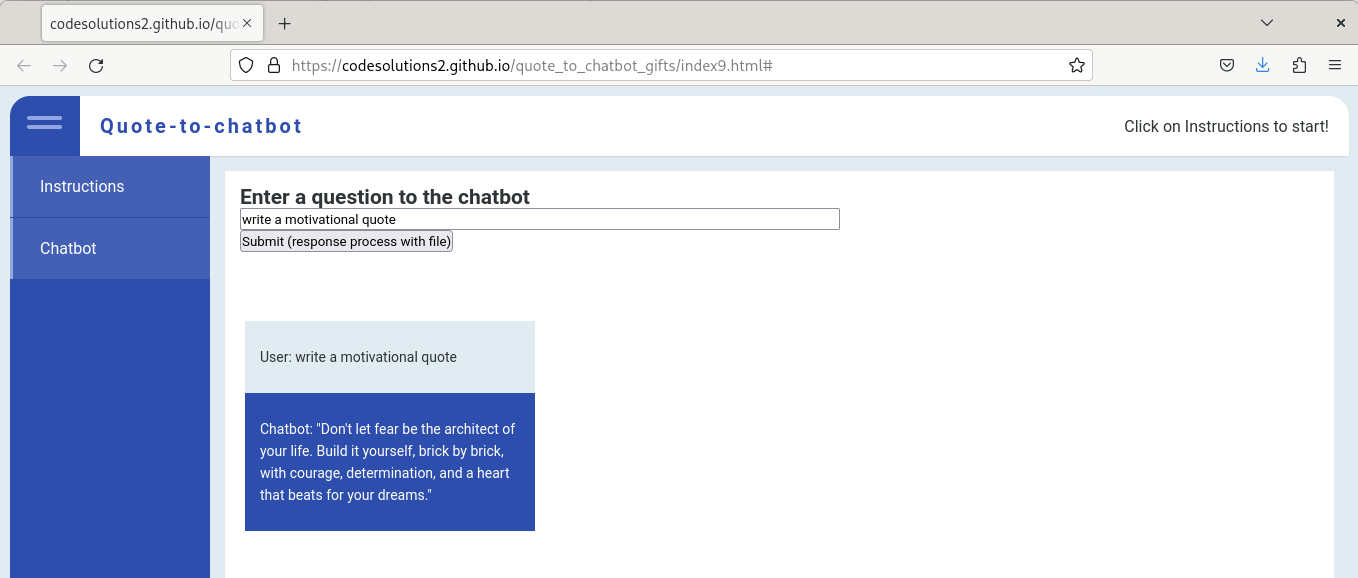 codesolutions2.github.io/quo
https://codesolutions2.github.io/quote_to_chatbot_gifts/index9.html#
Quote-to-chatbot
Click on Instructions to start!
Instructions
Chatbot
Enter a question to the chatbot
write a motivational quote
Submit (response process with file)
User: write a motivational quote
Chatbot: "Don't let fear be the architect of
your life. Build it yourself, brick by brick,
with courage, determination, and a heart
that beats for your dreams."